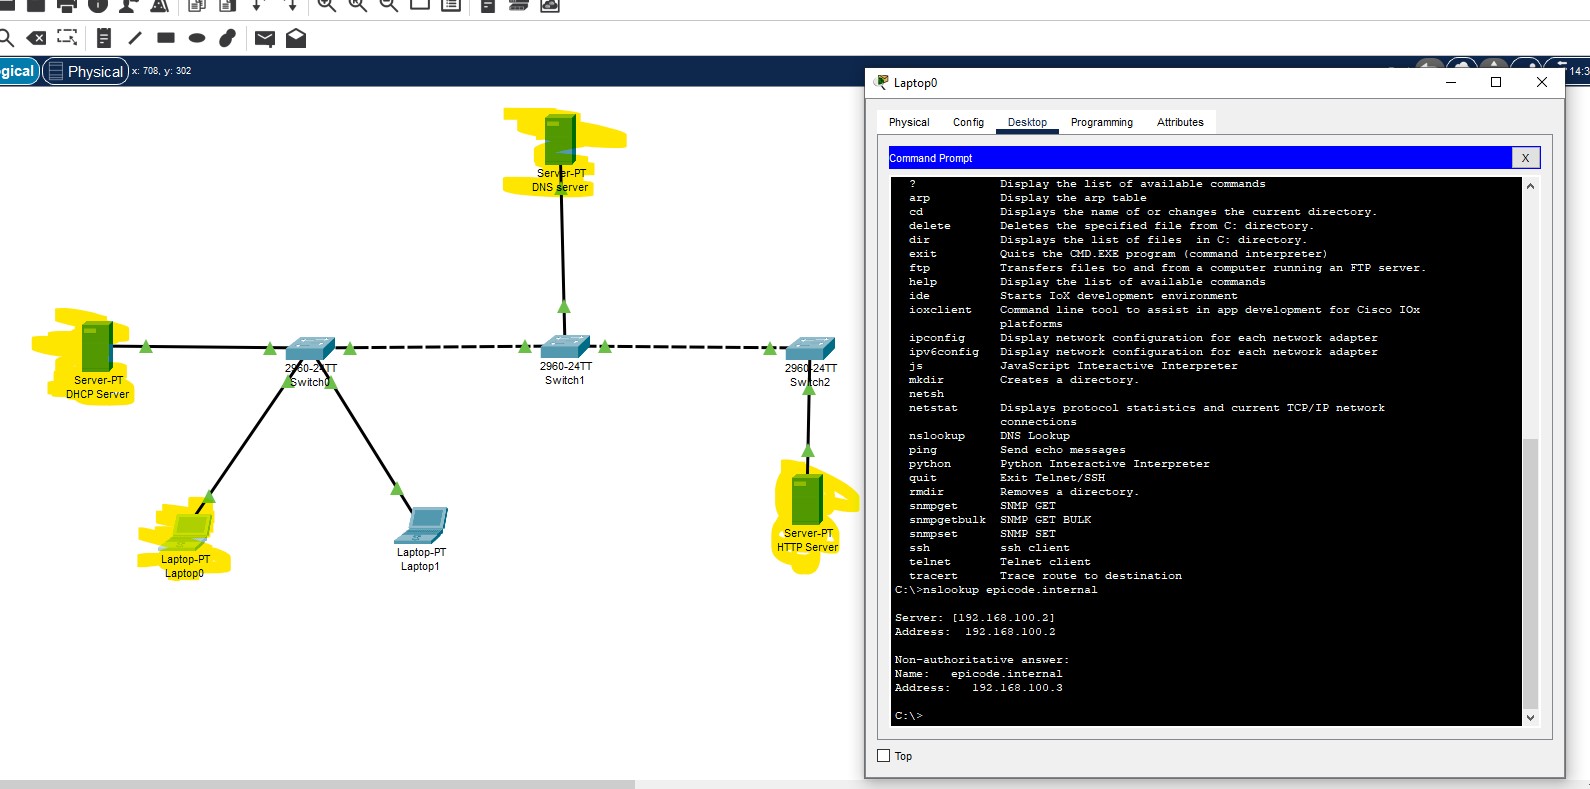 gical Physical x: 708, y: 302
14:3
Server-PT
DNS server
Server-PT
DHCP Server
2960-24TT
Switch0
2960-24TT
Switch1
2960-24TT
Switch2
Laptop-PT
Laptop0
Laptop-PT
Laptop1
Server-PT
HTTP Server
Laptop0
Physical Config Desktop Programming Attributes
Command Prompt X
? Display the list of available commands
arp Display the arp table
cd Displays the name of or changes the current directory.
delete Deletes the specified file from C: directory.
dir Displays the list of files in C: directory.
exit Quits the CMD.EXE program (command interpreter)
ftp Transfers files to and from a computer running an FTP server.
help Display the list of available commands
ide Starts IoX development environment
ioxclient Command line tool to assist in app development for Cisco IOx
platforms
ipconfig Display network configuration for each network adapter
ipv6config Display network configuration for each network adapter
js JavaScript Interactive Interpreter
mkdir Creates a directory.
netsh
netstat Displays protocol statistics and current TCP/IP network
connections
nslookup DNS Lookup
ping Send echo messages
python Python Interactive Interpreter
quit Exit Telnet/SSH
rmdir Removes a directory.
snmpget SNMP GET
snmpgetbulk SNMP GET BULK
snmpset SNMP SET
ssh ssh client
telnet Telnet client
tracert Trace route to destination
C:\>nslookup epicode.internal
Server: [192.168.100.2]
Address: 192.168.100.2
Non-authoritative answer:
Name: epicode.internal
Address: 192.168.100.3
C:\>
Top